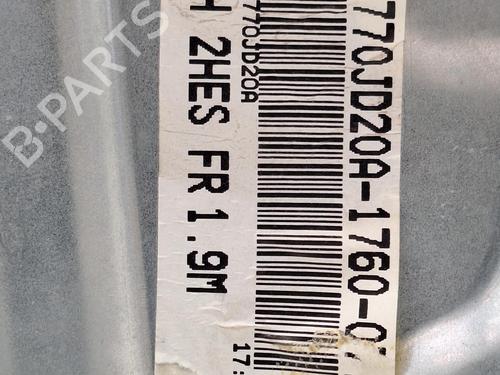 770JD20A-1760-0
770JD20A
H 2HES FR 1.9M
17:
B-PARTS